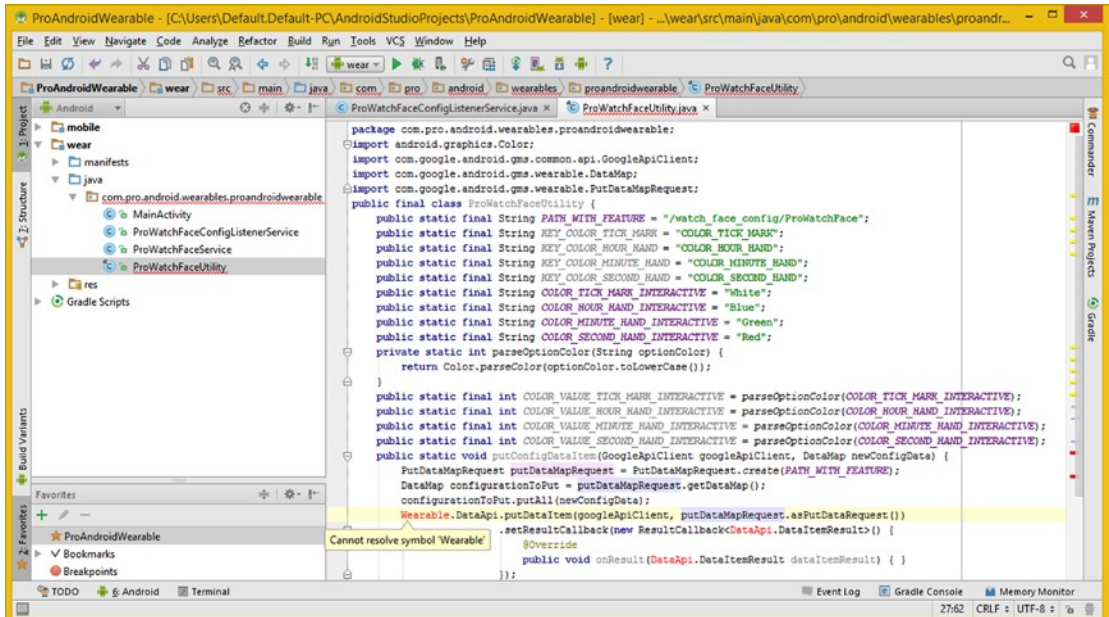 ProAndroidWearable - [C:\Users\Default.Default-PC\AndroidStudioProjects\ProAndroidWearable] - [wear] - ...\wear\src\main\java\com\pro\android\wearables\proandr...
File Edit View Navigate Code Analyze Refactor Build Run Tools VCS Window Help
wear
ProAndroidWearable wear src main java com pro android wearables proandroidwearable ProWatchFaceUtility
Android
ProWatchFaceConfigListenerService.java × ProWatchFaceUtility.java ×
1: Project
Z: Structure
Build Variants
2: Favorites
mobile
wear
manifests
java
com.pro.android.wearables.proandroidwearable
MainActivity
ProWatchFaceConfigListenerService
ProWatchFaceService
ProWatchFaceUtility
res
Gradle Scripts
Favorites
ProAndroidWearable
Bookmarks
Breakpoints
package com.pro.android.wearables.proandroidwearable;
import android.graphics.Color;
import com.google.android.gms.common.api.GoogleApiClient;
import com.google.android.gms.wearable.DataMap;
import com.google.android.gms.wearable.PutDataMapRequest;
public final class ProWatchFaceUtility {
public static final String PATH_WITH_FEATURE = "/watch_face_config/ProWatchFace";
public static final String KEY_COLOR_TICK_MARK = "COLOR_TICK_MARK";
public static final String KEY_COLOR_HOUR_HAND = "COLOR_HOUR_HAND";
public static final String KEY_COLOR_MINUTE_HAND = "COLOR_MINUTE_HAND";
public static final String KEY_COLOR_SECOND_HAND = "COLOR_SECOND_HAND";
public static final String COLOR_TICK_MARK_INTERACTIVE = "White";
public static final String COLOR_HOUR_HAND_INTERACTIVE = "Blue";
public static final String COLOR_MINUTE_HAND_INTERACTIVE = "Green";
public static final String COLOR_SECOND_HAND_INTERACTIVE = "Red";
private static int parseOptionColor(String optionColor) {
return Color.parseColor(optionColor.toLowerCase());
}
public static final int COLOR_VALUE_TICK_MARK_INTERACTIVE = parseOptionColor(COLOR_TICK_MARK_INTERACTIVE);
public static final int COLOR_VALUE_HOUR_HAND_INTERACTIVE = parseOptionColor(COLOR_HOUR_HAND_INTERACTIVE);
public static final int COLOR_VALUE_MINUTE_HAND_INTERACTIVE = parseOptionColor(COLOR_MINUTE_HAND_INTERACTIVE);
public static final int COLOR_VALUE_SECOND_HAND_INTERACTIVE = parseOptionColor(COLOR_SECOND_HAND_INTERACTIVE);
public static void putConfigDataItem(GoogleApiClient googleApiClient, DataMap newConfigData) {
PutDataMapRequest putDataMapRequest = PutDataMapRequest.create(PATH_WITH_FEATURE);
DataMap configurationToPut = putDataMapRequest.getDataMap();
configurationToPut.putAll(newConfigData);
Wearable.DataApi.putDataItem(googleApiClient, putDataMapRequest.asPutDataRequest())
.setResultCallback(new ResultCallback<DataApi.DataItemResult>() {
Cannot resolve symbol 'Wearable'
@Override
public void onResult(DataApi.DataItemResult dataItemResult) { }
});
Commander
Maven Projects
Gradle
TODO 6: Android Terminal Event Log Gradle Console Memory Monitor
27:62 CRLF UTF-8